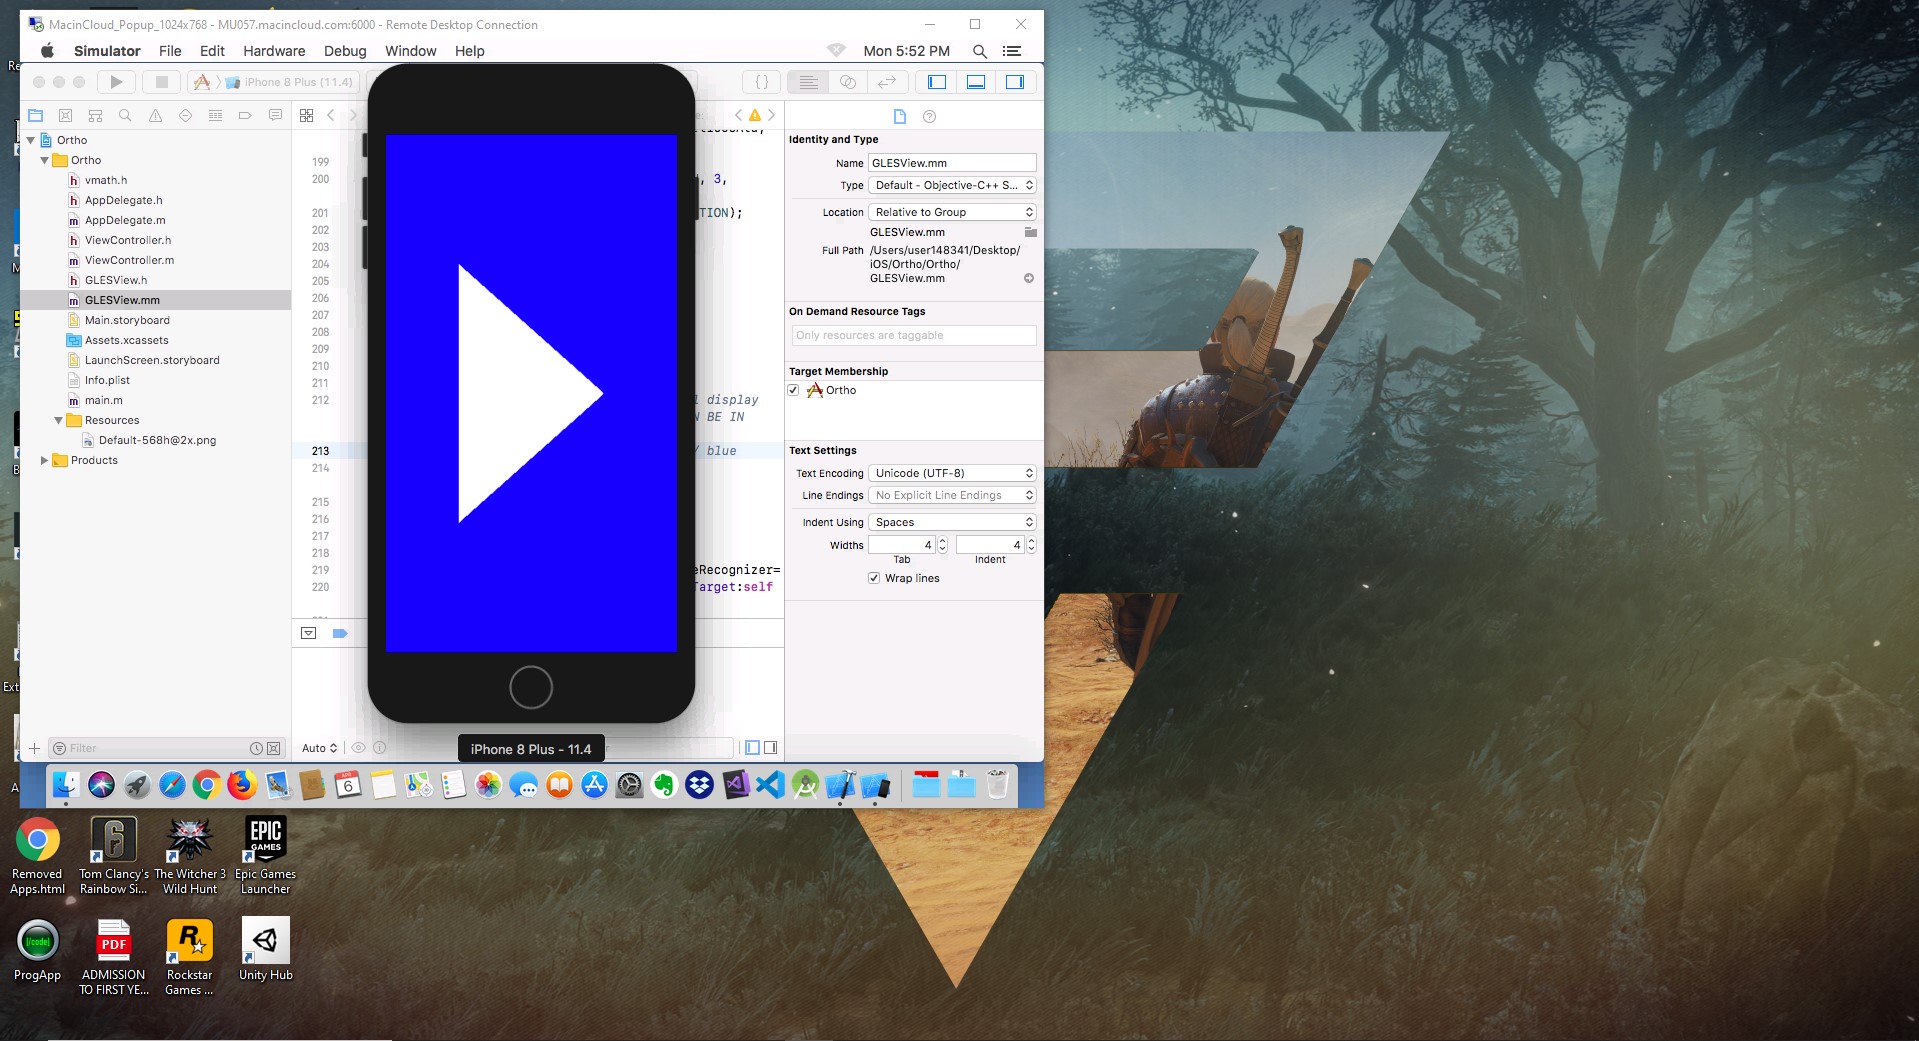 MacinCloud_Popup_1024x768 - MU057.macincloud.com:6000 - Remote Desktop Connection
Simulator File Edit Hardware Debug Window Help Mon 5:52 PM
iPhone 8 Plus (11.4)
Ortho
Ortho
vmath.h
AppDelegate.h
AppDelegate.m
ViewController.h
ViewController.m
GLESView.h
GLESView.mm
Main.storyboard
Assets.xcassets
LaunchScreen.storyboard
Info.plist
main.m
Resources
Default-568h@2x.png
Products
Filter
199
200 , 3,
201 TION);
202
203
204
205
206
207
208
209
210
211
212 l display
N BE IN
213 / blue
214
215
216
217
218
219 eRecognizer=
220 Target:self
Auto
iPhone 8 Plus - 11.4
Identity and Type
Name GLESView.mm
Type Default - Objective-C++ S...
Location Relative to Group
GLESView.mm
Full Path /Users/user148341/Desktop/
iOS/Ortho/Ortho/
GLESView.mm
On Demand Resource Tags
Only resources are taggable
Target Membership
Ortho
Text Settings
Text Encoding Unicode (UTF-8)
Line Endings No Explicit Line Endings
Indent Using Spaces
Widths 4 4
Tab Indent
Wrap lines
APR
6
EPIC
GAMES
Removed
Apps.html
Tom Clancy's
Rainbow Si...
The Witcher 3
Wild Hunt
Epic Games
Launcher
{/code}
PDF
ProgApp
ADMISSION
TO FIRST YE...
Rockstar
Games ...
Unity Hub